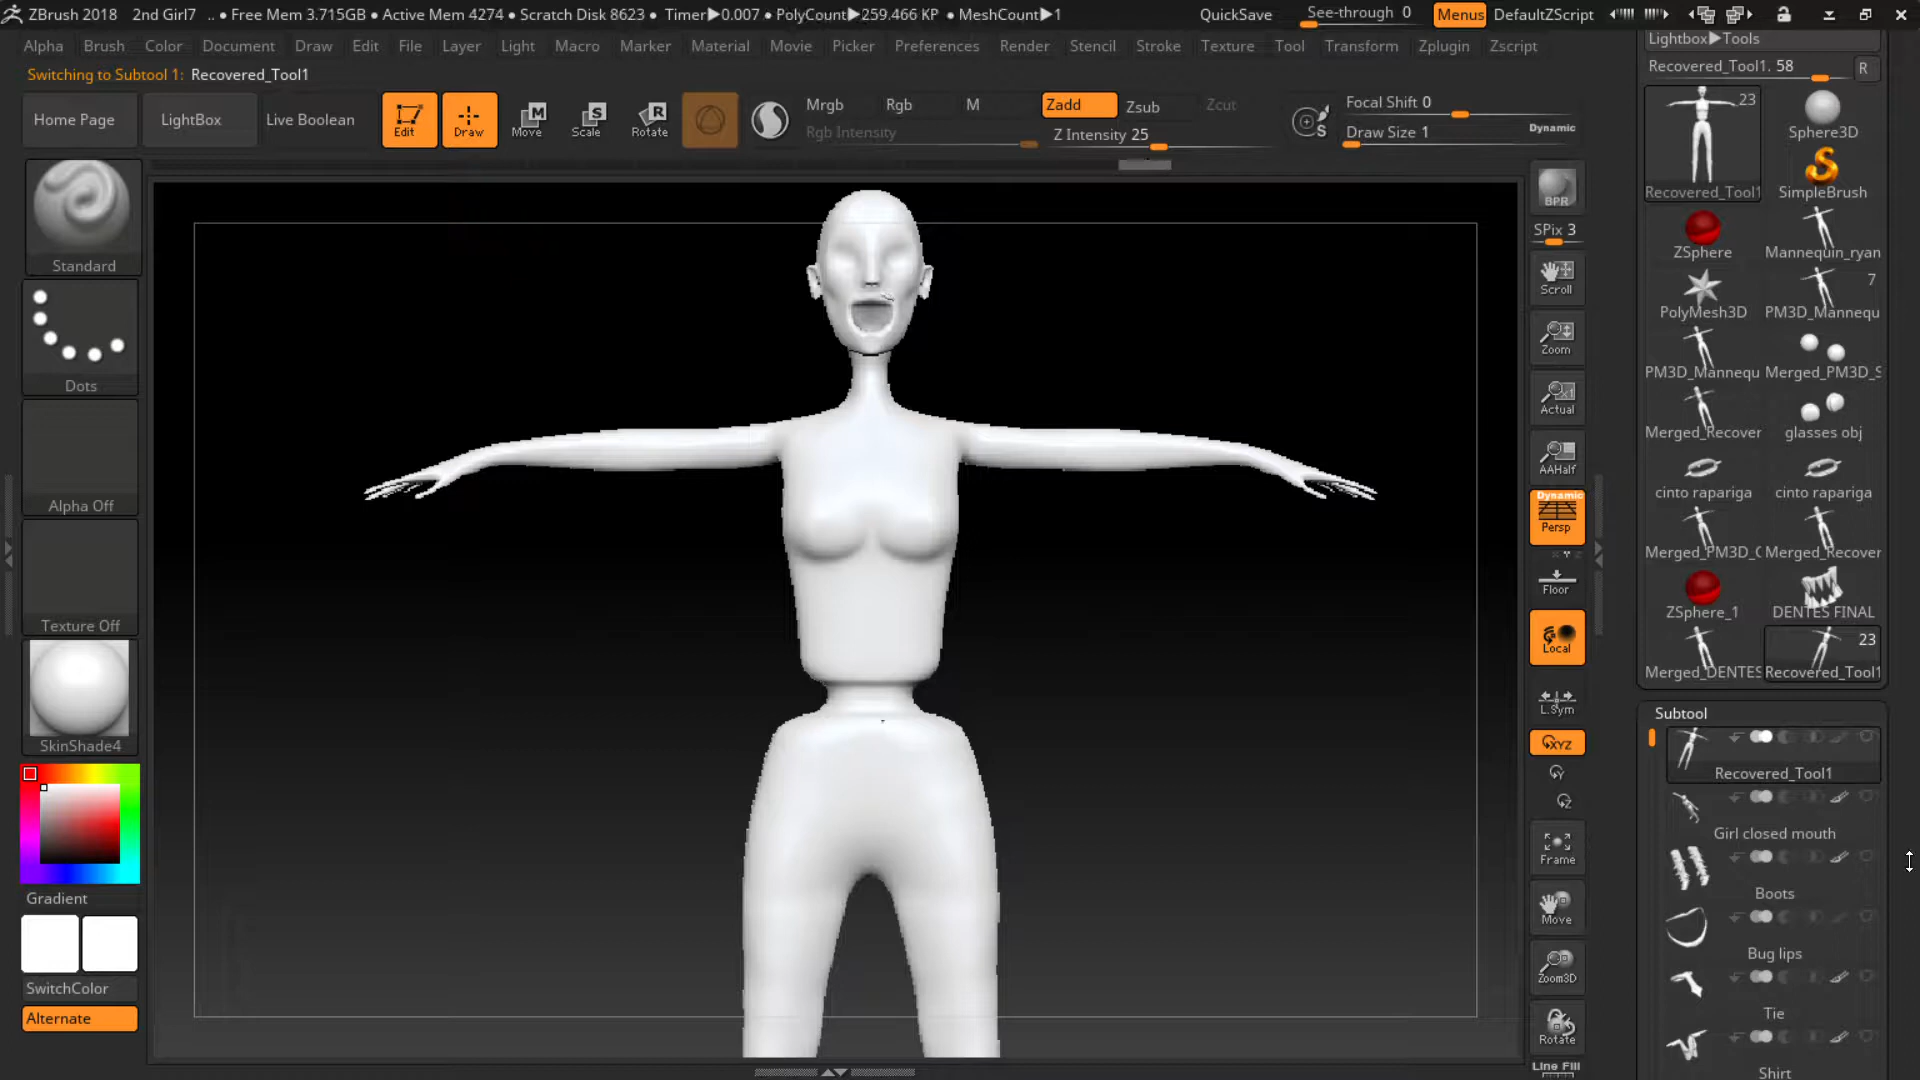 ZBrush 2018 2nd Girl7 .. • Free Mem 3.715GB • Active Mem 4274 • Scratch Disk 8623 • Timer▶0.007 • PolyCount▶259.466 KP • MeshCount▶1 QuickSave See-through 0 Menus DefaultZScript
Alpha Brush Color Document Draw Edit File Layer Light Macro Marker Material Movie Picker Preferences Render Stencil Stroke Texture Tool Transform Zplugin Zscript
Switching to Subtool 1: Recovered_Tool1
Home Page LightBox Live Boolean Edit Draw Move Scale Rotate
M S R
Mrgb Rgb M Zadd Zsub Zcut
Rgb Intensity Z Intensity 25
S
Focal Shift 0
Draw Size 1 Dynamic
Standard
Dots
Alpha Off
Texture Off
SkinShade4
Gradient
SwitchColor
Alternate
BPR
SPix 3
Scroll
Zoom
Actual
AAHalf
Dynamic
Persp
Floor
Local
L.Sym
XYZ
Y
Z
Frame
Move
Zoom3D
Rotate
Line Fill
Lightbox▶Tools
Recovered_Tool1. 58 R
23
Recovered_Tool1 Sphere3D
SimpleBrush
ZSphere Mannequin_ryan
7
PolyMesh3D PM3D_Mannequ
PM3D_Mannequ Merged_PM3D_S
Merged_Recover glasses obj
cinto rapariga cinto rapariga
Merged_PM3D_C Merged_Recover
ZSphere_1 DENTES FINAL
23
Merged_DENTES Recovered_Tool1
Subtool
Recovered_Tool1
Girl closed mouth
Boots
Bug lips
Tie
Shirt